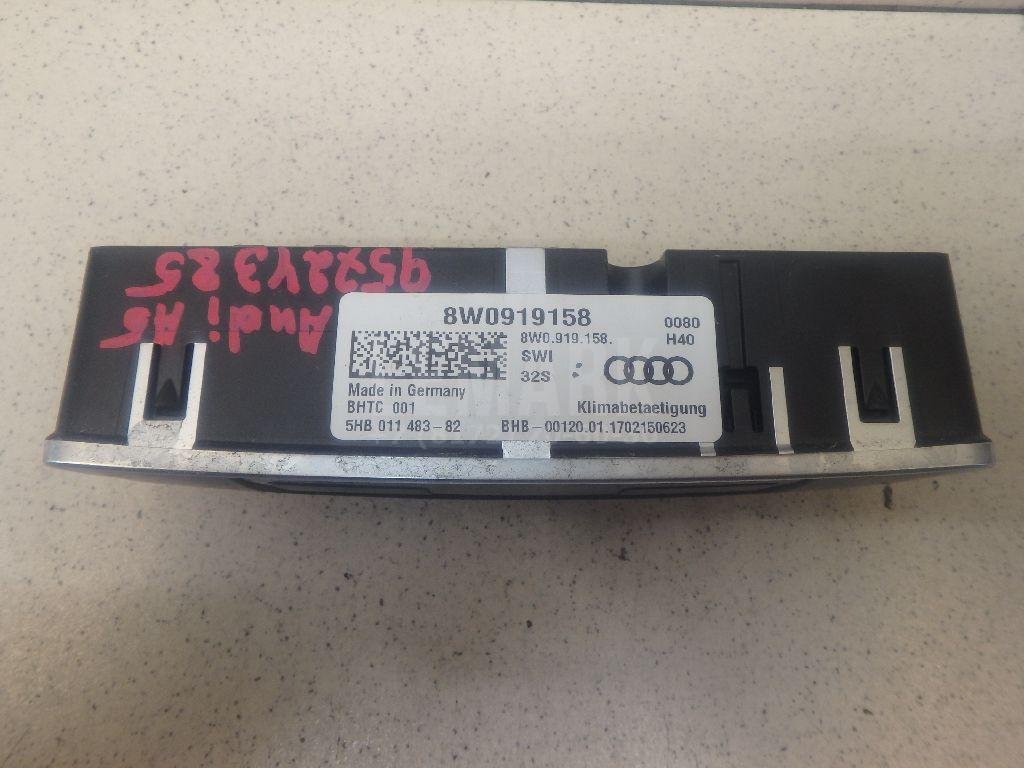 8W0919158
0080
8W0.919.158.
H40
SWI
32S
Made in Germany
BHTC 001
Klimabetaetigung
5HB 011 483-82
BHB-00120.01.1702150623
Audi A5